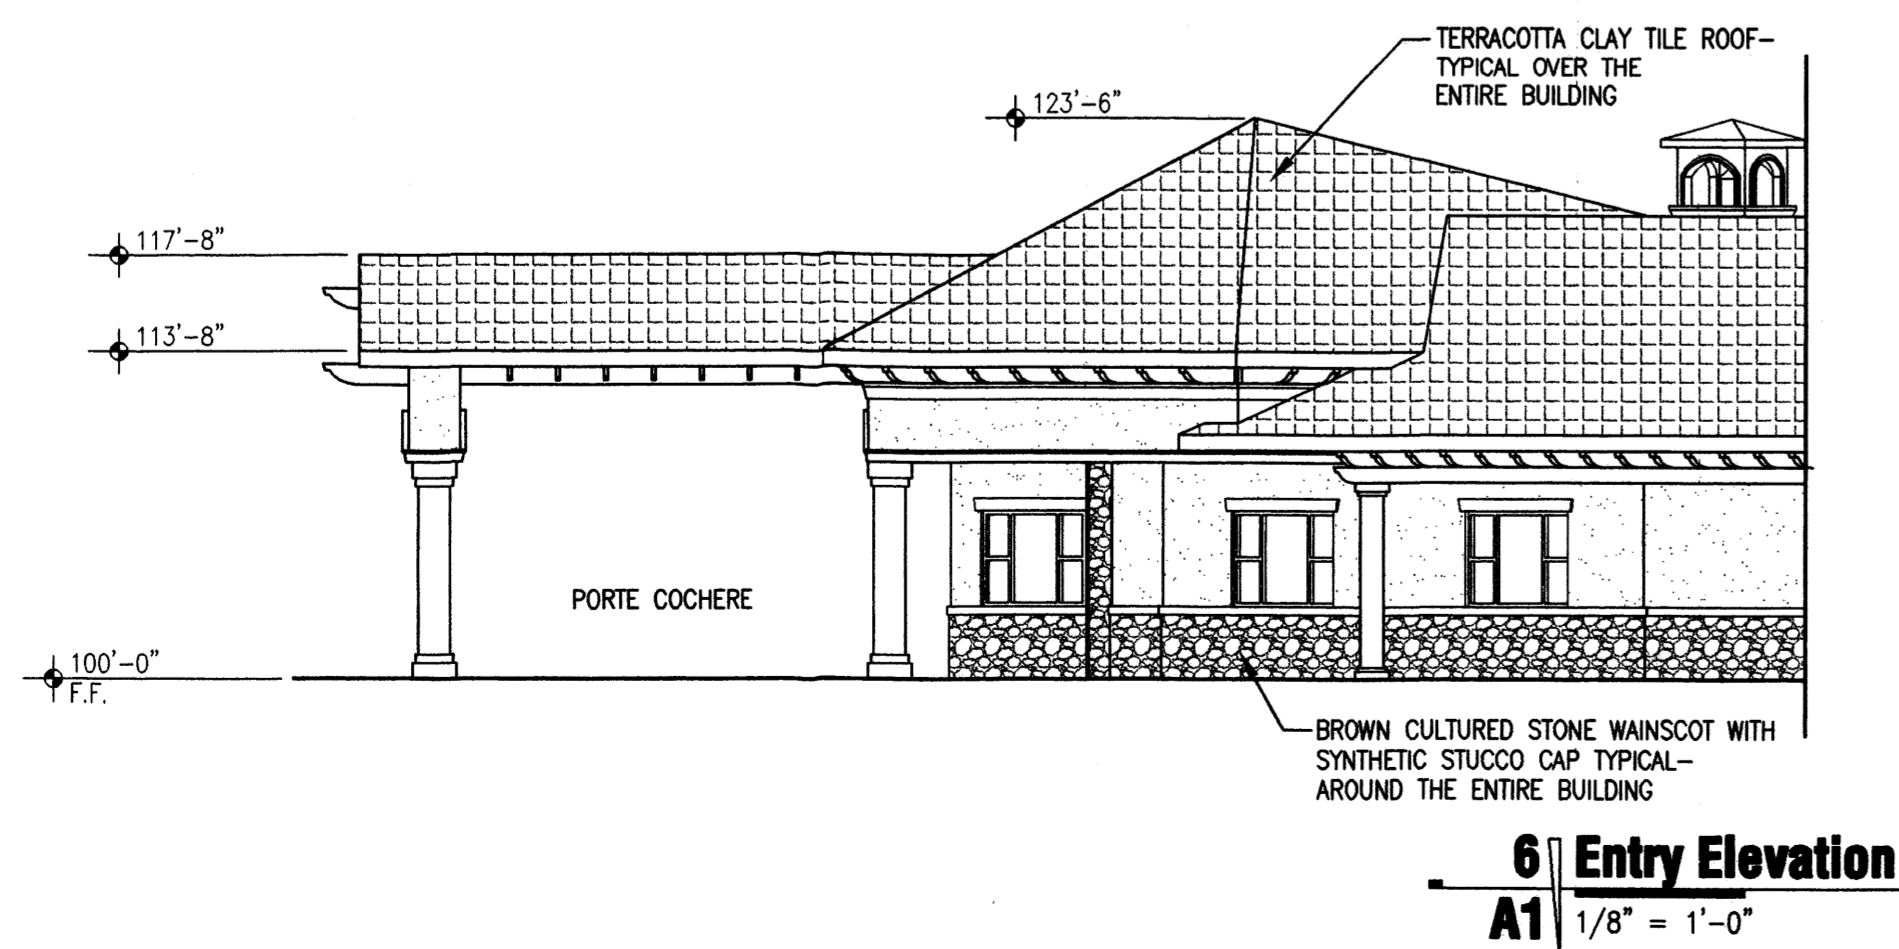 TERRACOTTA CLAY TILE ROOF-
TYPICAL OVER THE
ENTIRE BUILDING
123'-6"
117'-8"
113'-8"
PORTE COCHERE
100'-0"
F.F.
BROWN CULTURED STONE WAINSCOT WITH
SYNTHETIC STUCCO CAP TYPICAL-
AROUND THE ENTIRE BUILDING
6 Entry Elevation
A1 1/8" = 1'-0"